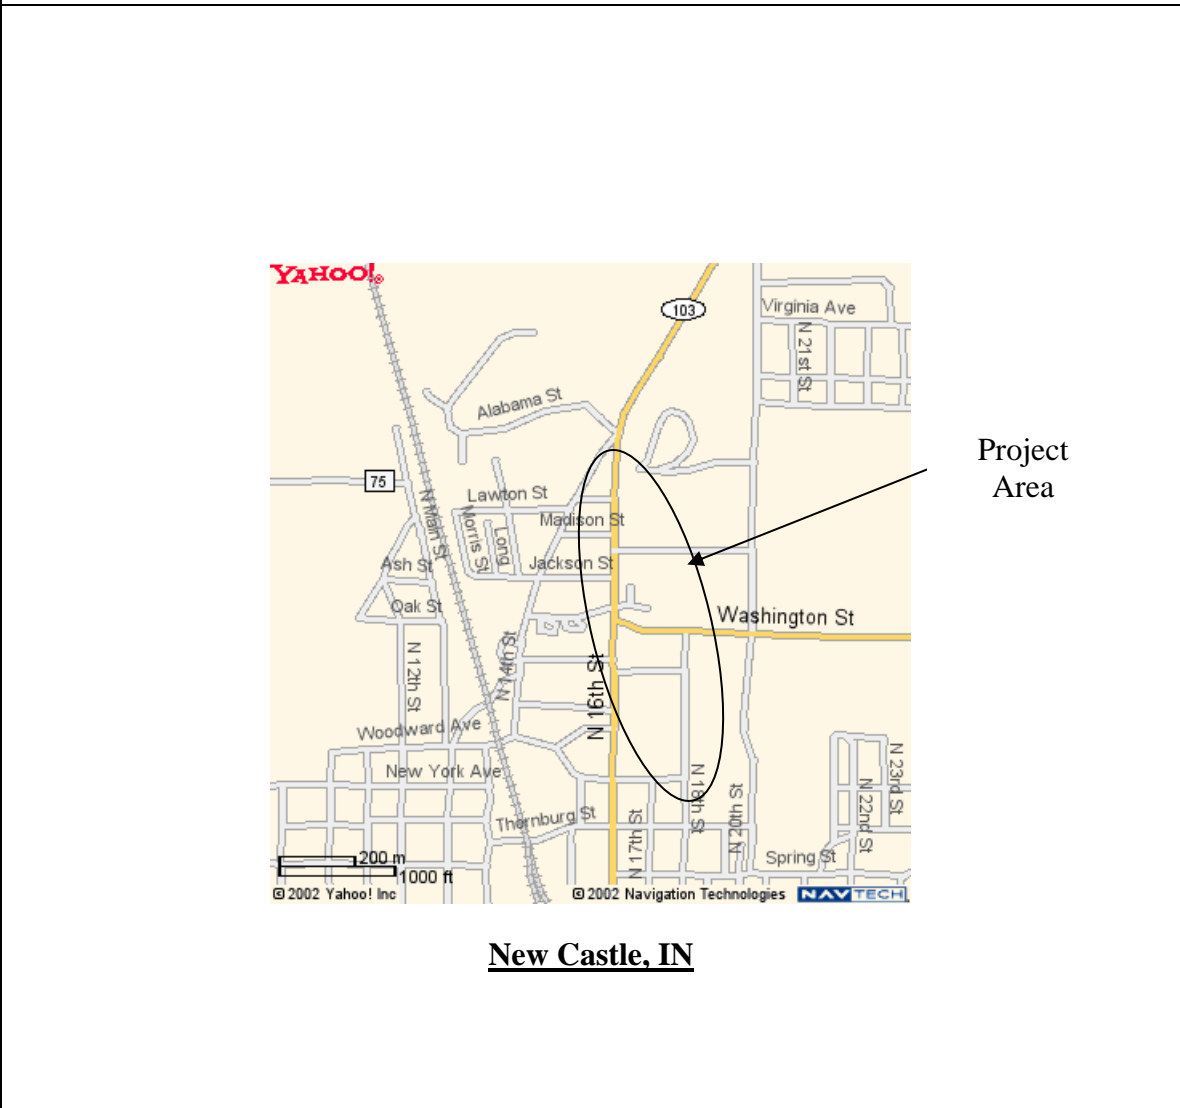 YAHOO!®
103
Virginia Ave
N 21st St
Alabama St
Project
Area
75
Lawton St
N Main St
Morris St
Long
Madison St
Ash St
Jackson St
Oak St
Washington St
N 12th St
N 14th St
N 16th St
Woodward Ave
New York Ave
N 18th St
N 20th St
N 23rd St
N 22nd St
Thornburg St
N 17th St
Spring St
200 m
1000 ft
© 2002 Yahoo! Inc
© 2002 Navigation Technologies
NAVTECH
New Castle, IN